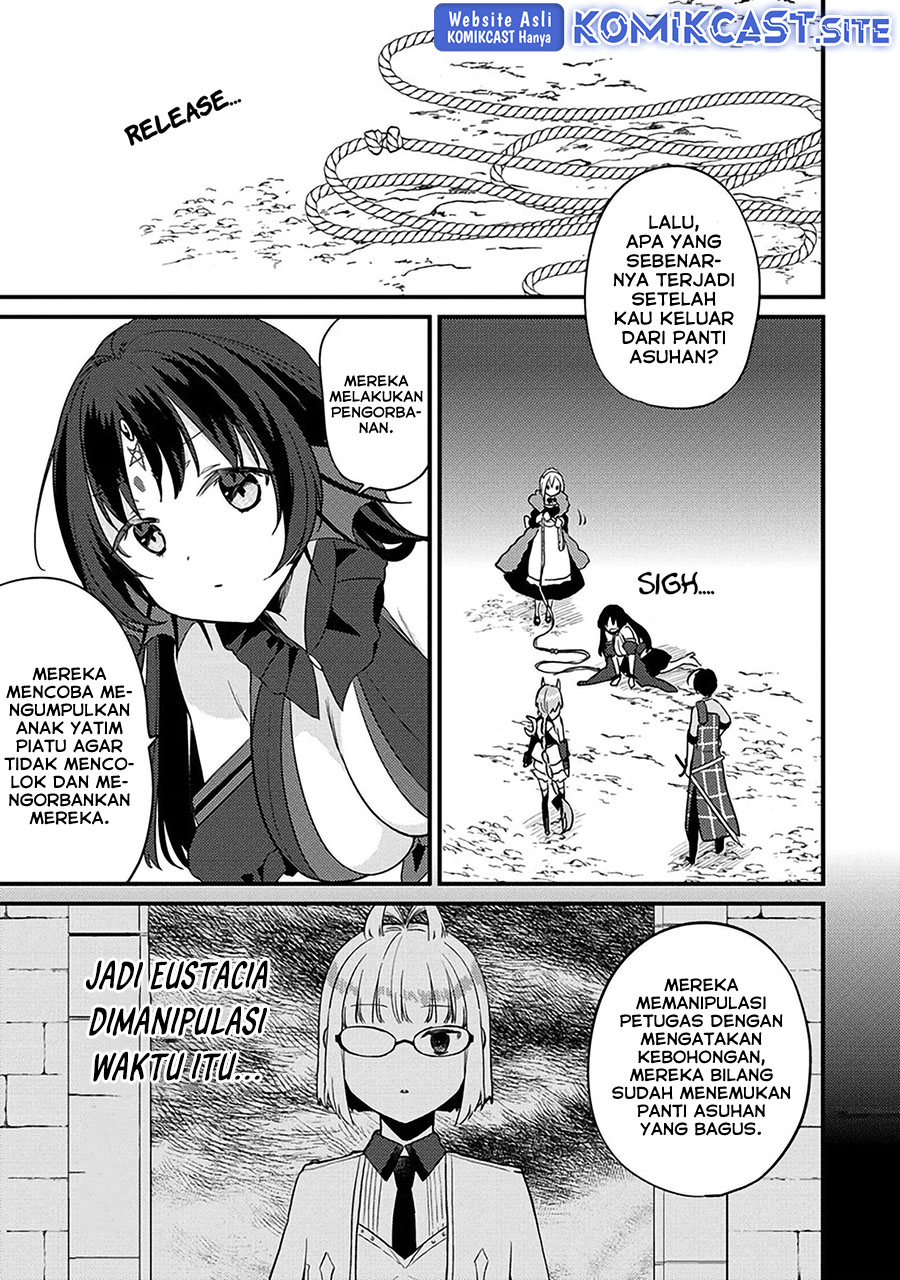 Website Asli
KOMIKCAST Hanya
KOMIKCAST.SITE
RELEASE...
LALU,
APA YANG
SEBENAR-
NYA TERJADI
SETELAH
KAU KELUAR
DARI PANTI
ASUHAN?
SIGH....
MEREKA
MELAKUKAN
PENGORBA-
NAN.
MEREKA
MENCOBA ME-
NGUMPULKAN
ANAK YATIM
PIATU AGAR
TIDAK MENCO-
LOK DAN ME-
NGORBANKAN
MEREKA.
MEREKA
MEMANIPULASI
PETUGAS DENGAN
MENGATAKAN
KEBOHONGAN,
MEREKA BILANG
SUDAH MENEMUKAN
PANTI ASUHAN
YANG BAGUS.
JADI EUSTACIA
DIMANIPULASI
WAKTU ITU...